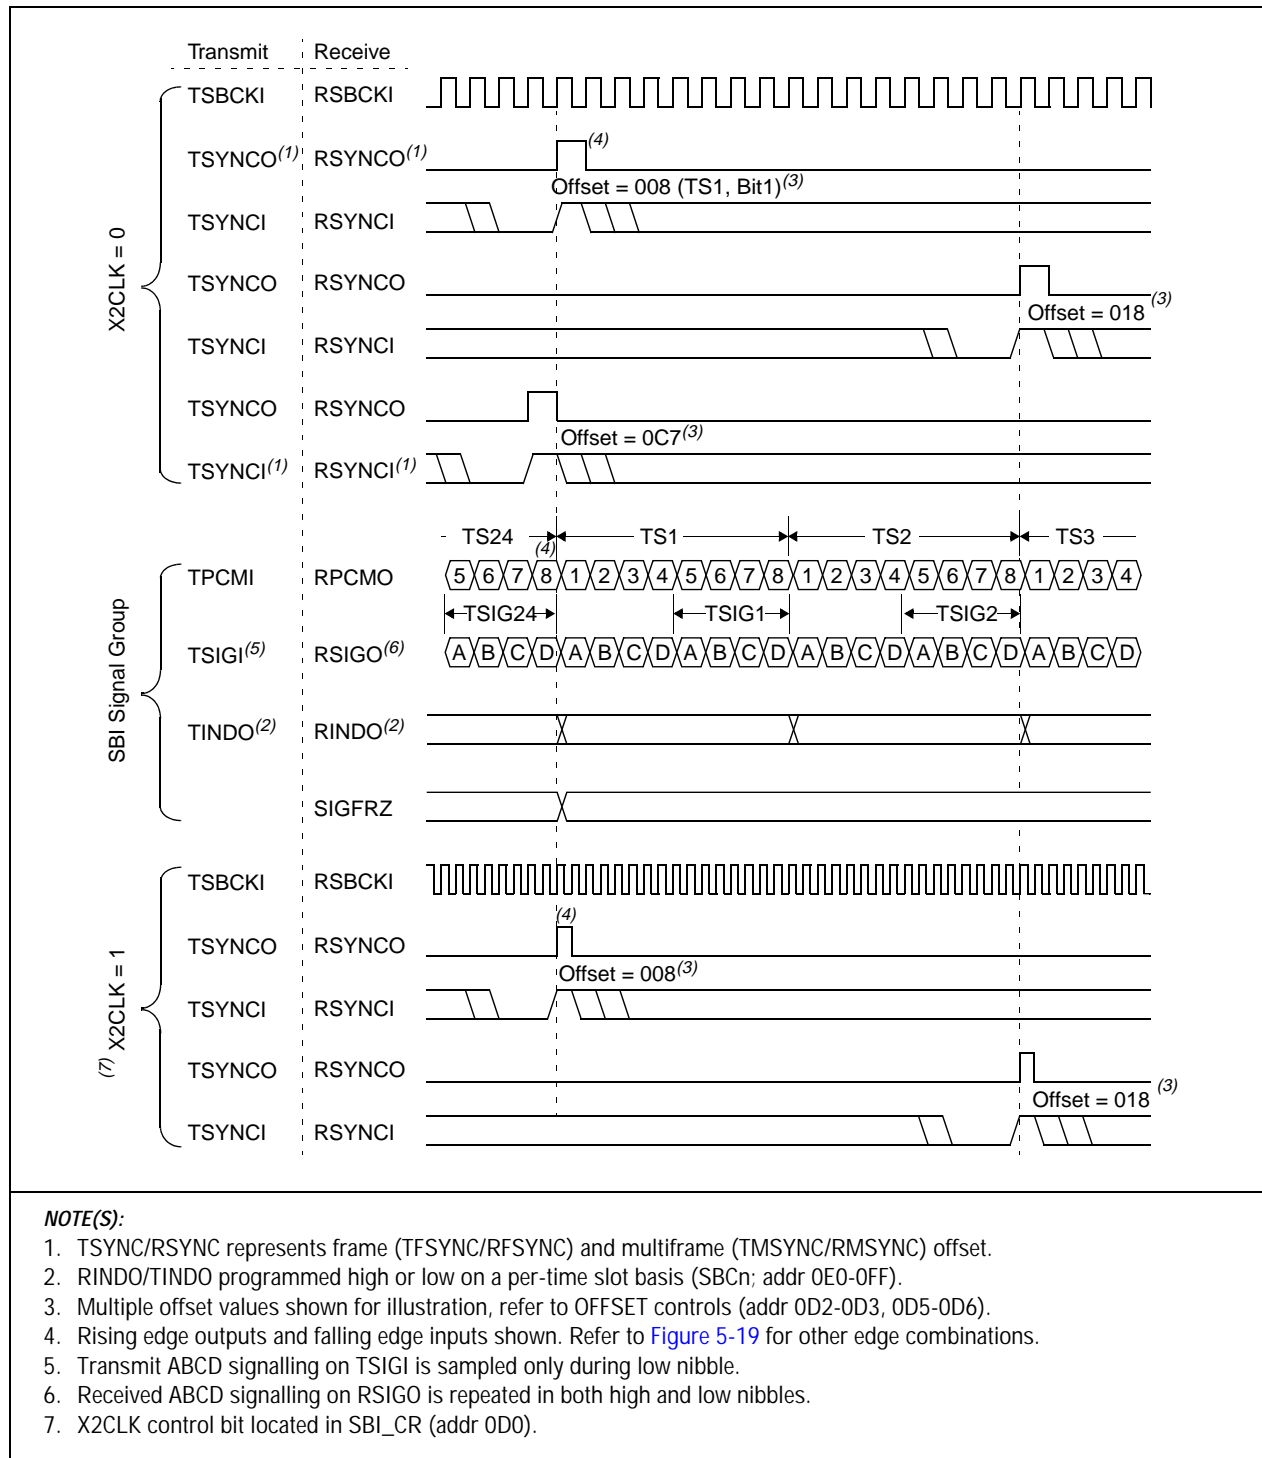 Transmit Receive
TSBCKI RSBCKI
(4)
TSYNCO(1) RSYNCO(1)
Offset = 008 (TS1, Bit1)(3)
TSYNCI RSYNCI
X2CLK = 0
TSYNCO RSYNCO
Offset = 018 (3)
TSYNCI RSYNCI
TSYNCO RSYNCO
Offset = 0C7(3)
TSYNCI(1) RSYNCI(1)
TS24 TS1 TS2 TS3
(4)
TPCMI RPCMO 5 6 7 8 1 2 3 4 5 6 7 8 1 2 3 4 5 6 7 8 1 2 3 4
TSIG24 TSIG1 TSIG2
TSIGI(5) RSIGO(6) A B C D A B C D A B C D A B C D A B C D A B C D
SBI Signal Group
TINDO(2) RINDO(2)
SIGFRZ
TSBCKI RSBCKI
(4)
TSYNCO RSYNCO
Offset = 008(3)
TSYNCI RSYNCI
(7) X2CLK = 1
TSYNCO RSYNCO
Offset = 018 (3)
TSYNCI RSYNCI
NOTE(S):
1. TSYNC/RSYNC represents frame (TFSYNC/RFSYNC) and multiframe (TMSYNC/RMSYNC) offset.
2. RINDO/TINDO programmed high or low on a per-time slot basis (SBCn; addr 0E0-0FF).
3. Multiple offset values shown for illustration, refer to OFFSET controls (addr 0D2-0D3, 0D5-0D6).
4. Rising edge outputs and falling edge inputs shown. Refer to Figure 5-19 for other edge combinations.
5. Transmit ABCD signalling on TSIGI is sampled only during low nibble.
6. Received ABCD signalling on RSIGO is repeated in both high and low nibbles.
7. X2CLK control bit located in SBI_CR (addr 0D0).